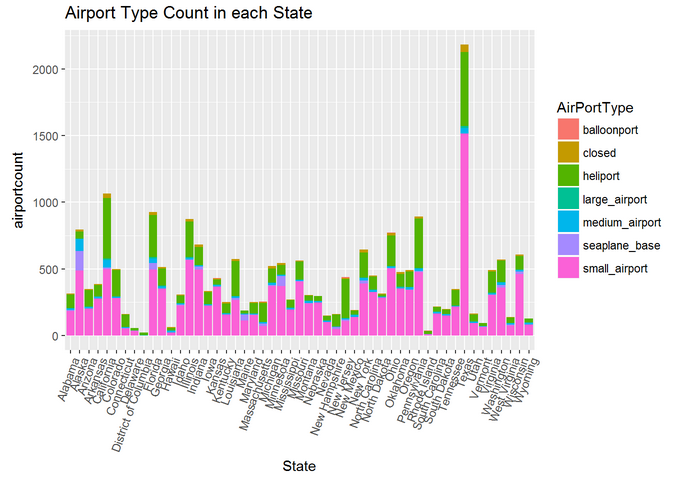 Airport Type Count in each State
airportcount
2000
1500
1000
500
0
Alabama
Alaska
Arizona
Arkansas
California
Colorado
Connecticut
Delaware
District of Columbia
Florida
Georgia
Hawaii
Idaho
Illinois
Indiana
Iowa
Kansas
Kentucky
Louisiana
Maine
Maryland
Massachusetts
Michigan
Minnesota
Mississippi
Missouri
Montana
Nebraska
Nevada
New Hampshire
New Jersey
New Mexico
New York
North Carolina
North Dakota
Ohio
Oklahoma
Oregon
Pennsylvania
Rhode Island
South Carolina
South Dakota
Tennessee
Texas
Utah
Vermont
Virginia
Washington
West Virginia
Wisconsin
Wyoming
State
AirPortType
balloonport
closed
heliport
large_airport
medium_airport
seaplane_base
small_airport